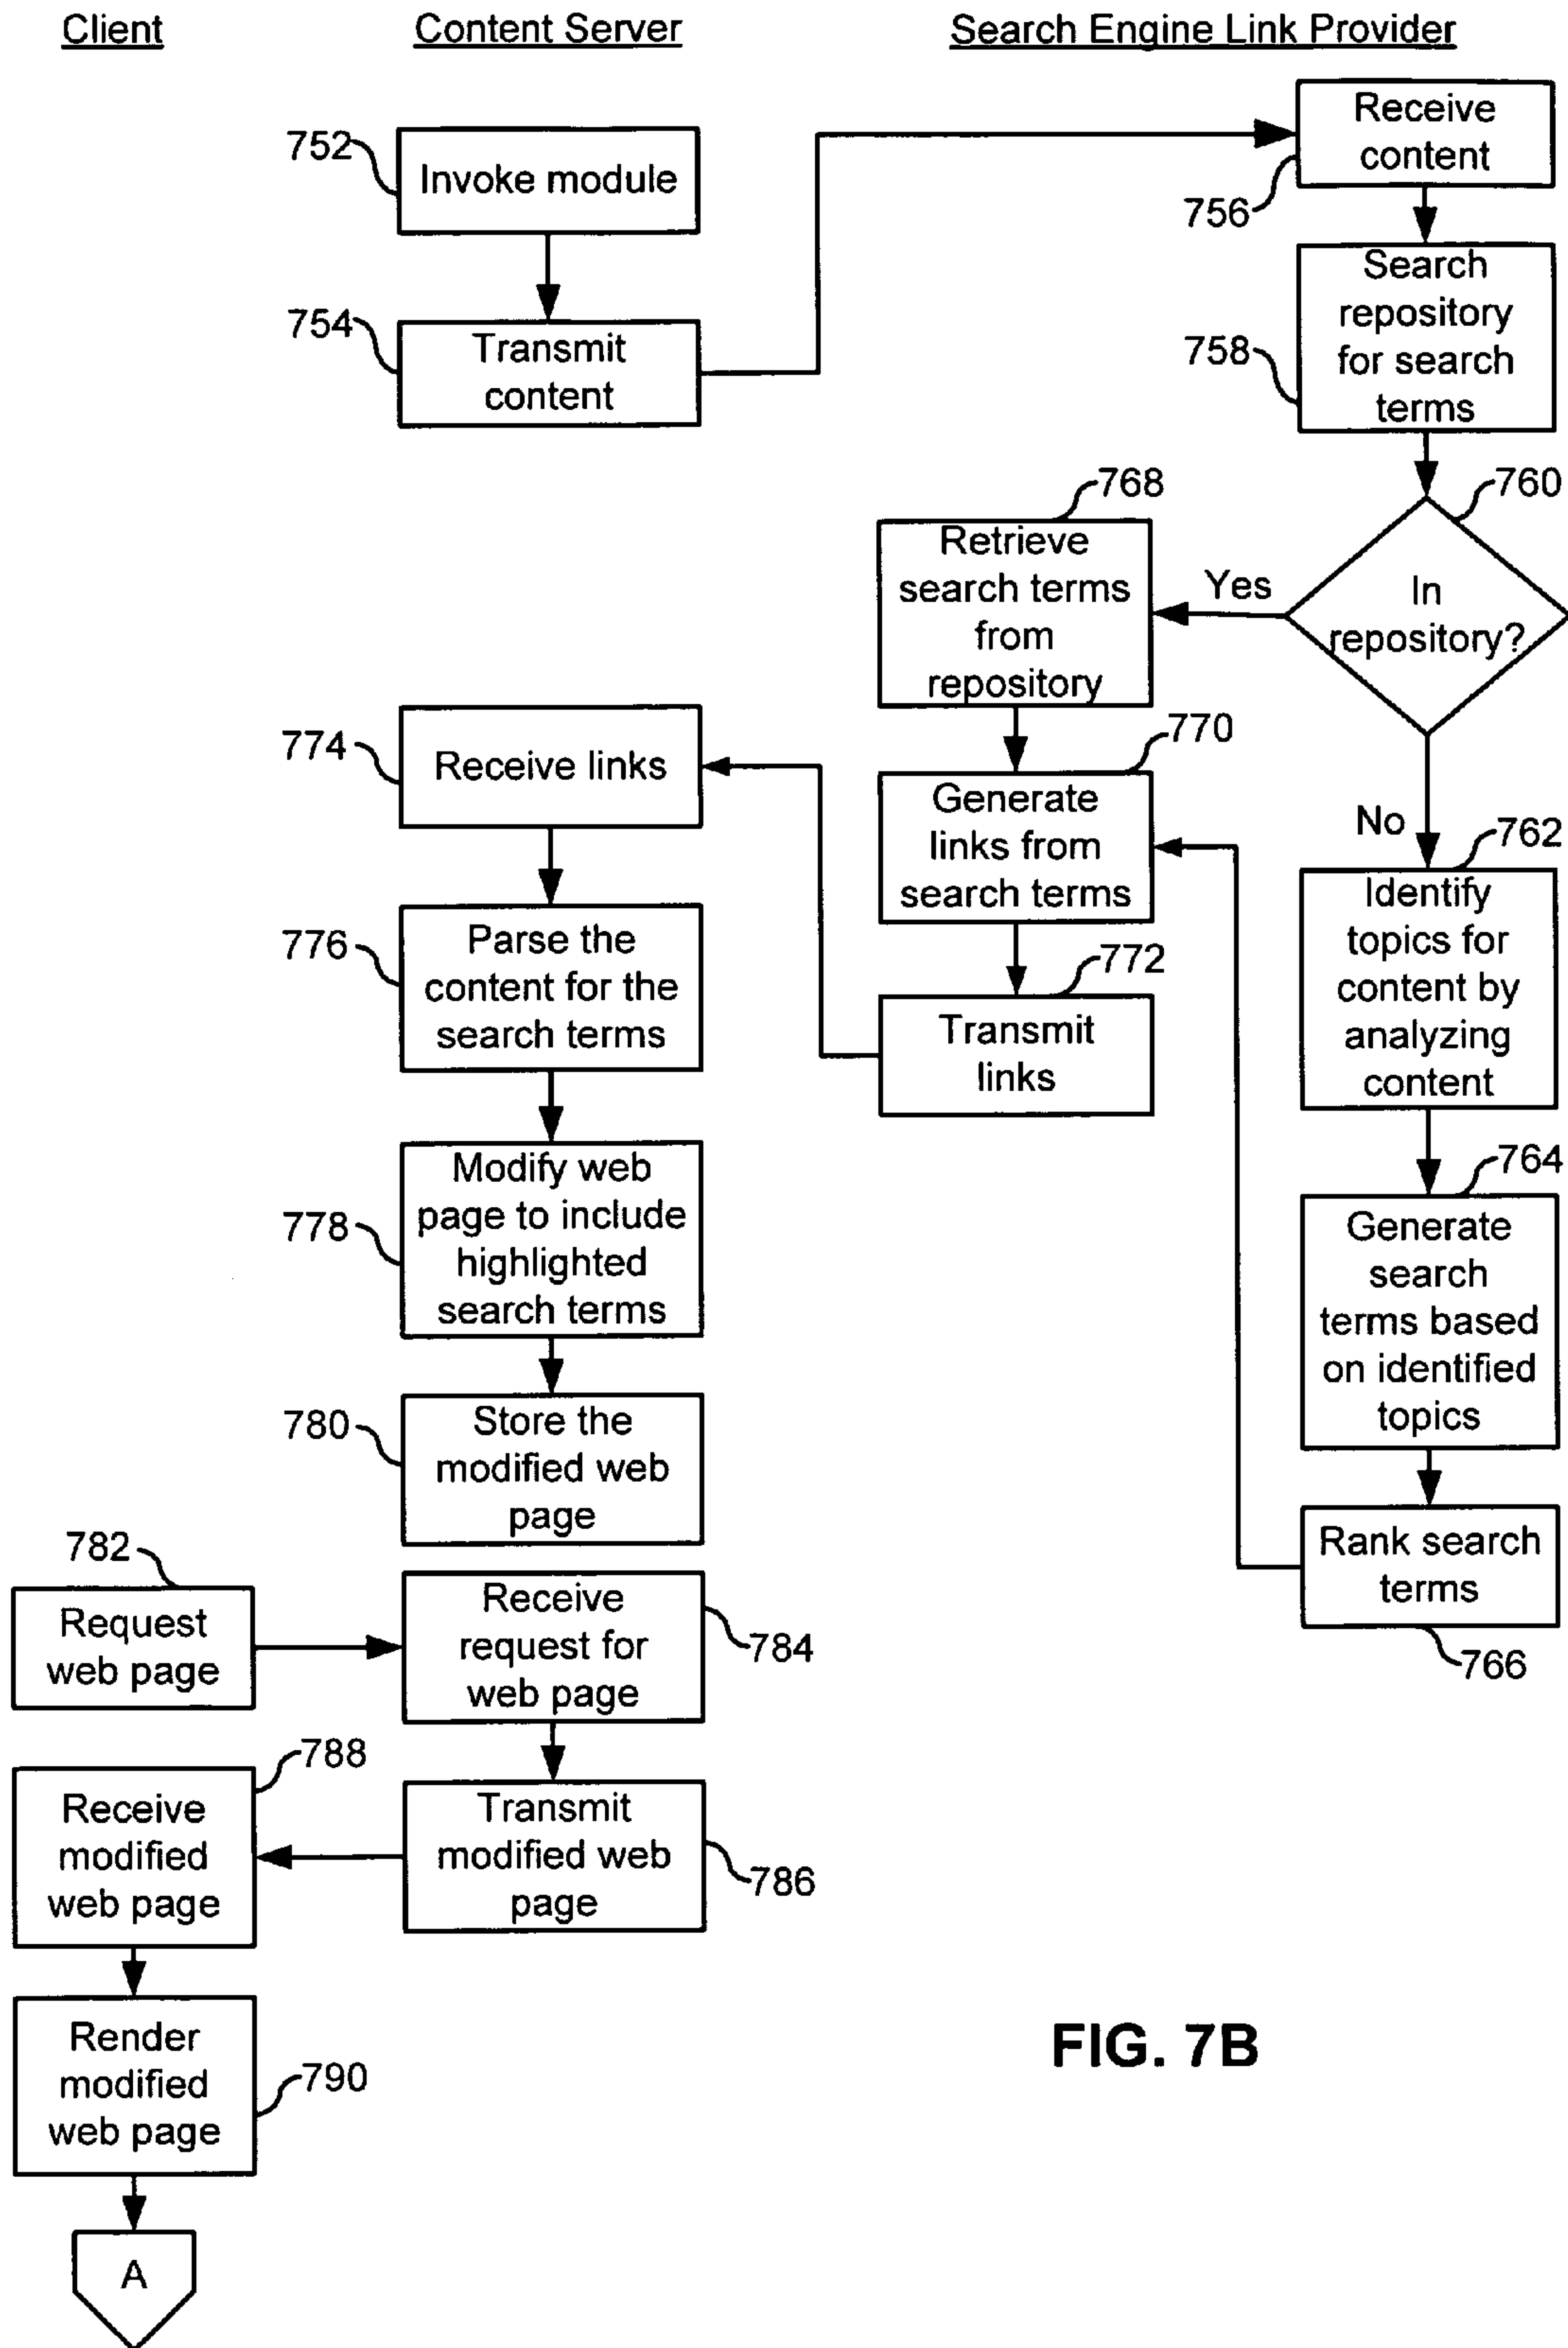 Client
Content Server
Search Engine Link Provider
752
Invoke module
754
Transmit
content
Receive
content
756
Search
repository
for search
terms
758
760
In
repository?
Yes
No
768
Retrieve
search terms
from
repository
770
Generate
links from
search terms
772
Transmit
links
762
Identify
topics for
content by
analyzing
content
764
Generate
search
terms based
on identified
topics
Rank search
terms
766
774
Receive links
776
Parse the
content for the
search terms
778
Modify web
page to include
highlighted
search terms
780
Store the
modified web
page
782
Request
web page
Receive
request for
web page
784
Transmit
modified web
page
786
788
Receive
modified
web page
Render
modified
web page
790
A
FIG. 7B